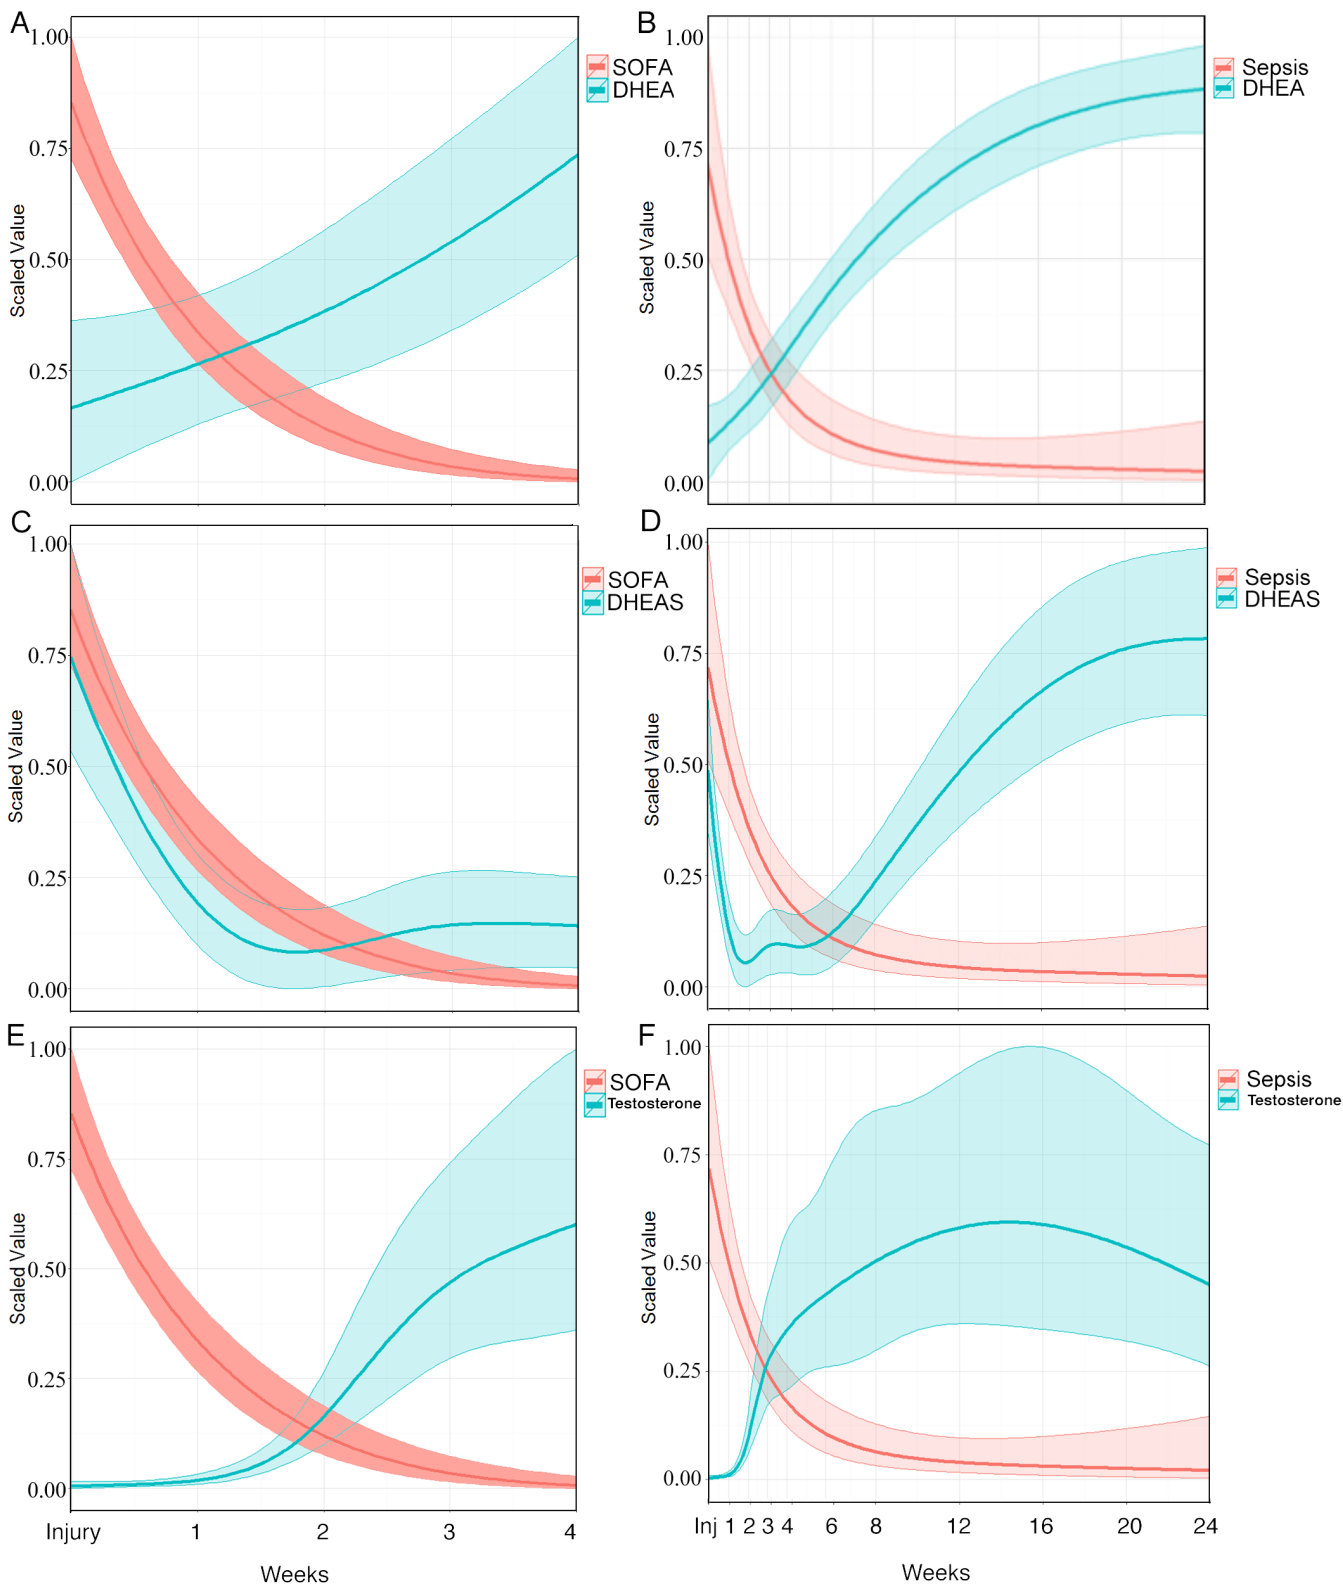 A
1.00
0.75
0.50
0.25
0.00
Scaled Value
SOFA
DHEA
B
1.00
0.75
0.50
0.25
0.00
Scaled Value
Sepsis
DHEA
C
1.00
0.75
0.50
0.25
0.00
Scaled Value
SOFA
DHEAS
D
1.00
0.75
0.50
0.25
0.00
Scaled Value
Sepsis
DHEAS
E
1.00
0.75
0.50
0.25
0.00
Scaled Value
SOFA
Testosterone
Injury 1 2 3 4
Weeks
F
1.00
0.75
0.50
0.25
0.00
Scaled Value
Sepsis
Testosterone
Inj 1 2 3 4 6 8 12 16 20 24
Weeks